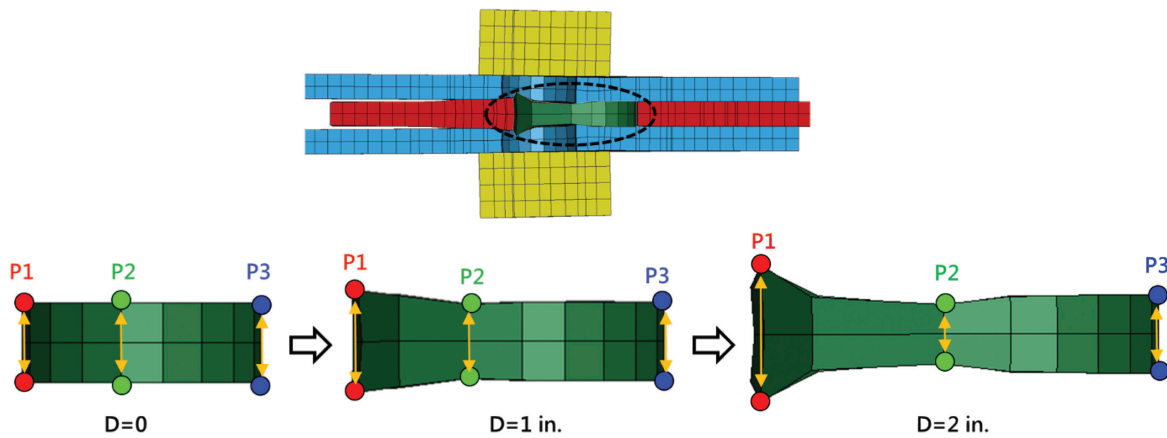 P1 P2 P3
P1 P2 P3
P1 P2 P3
D=0
D=1 in.
D=2 in.